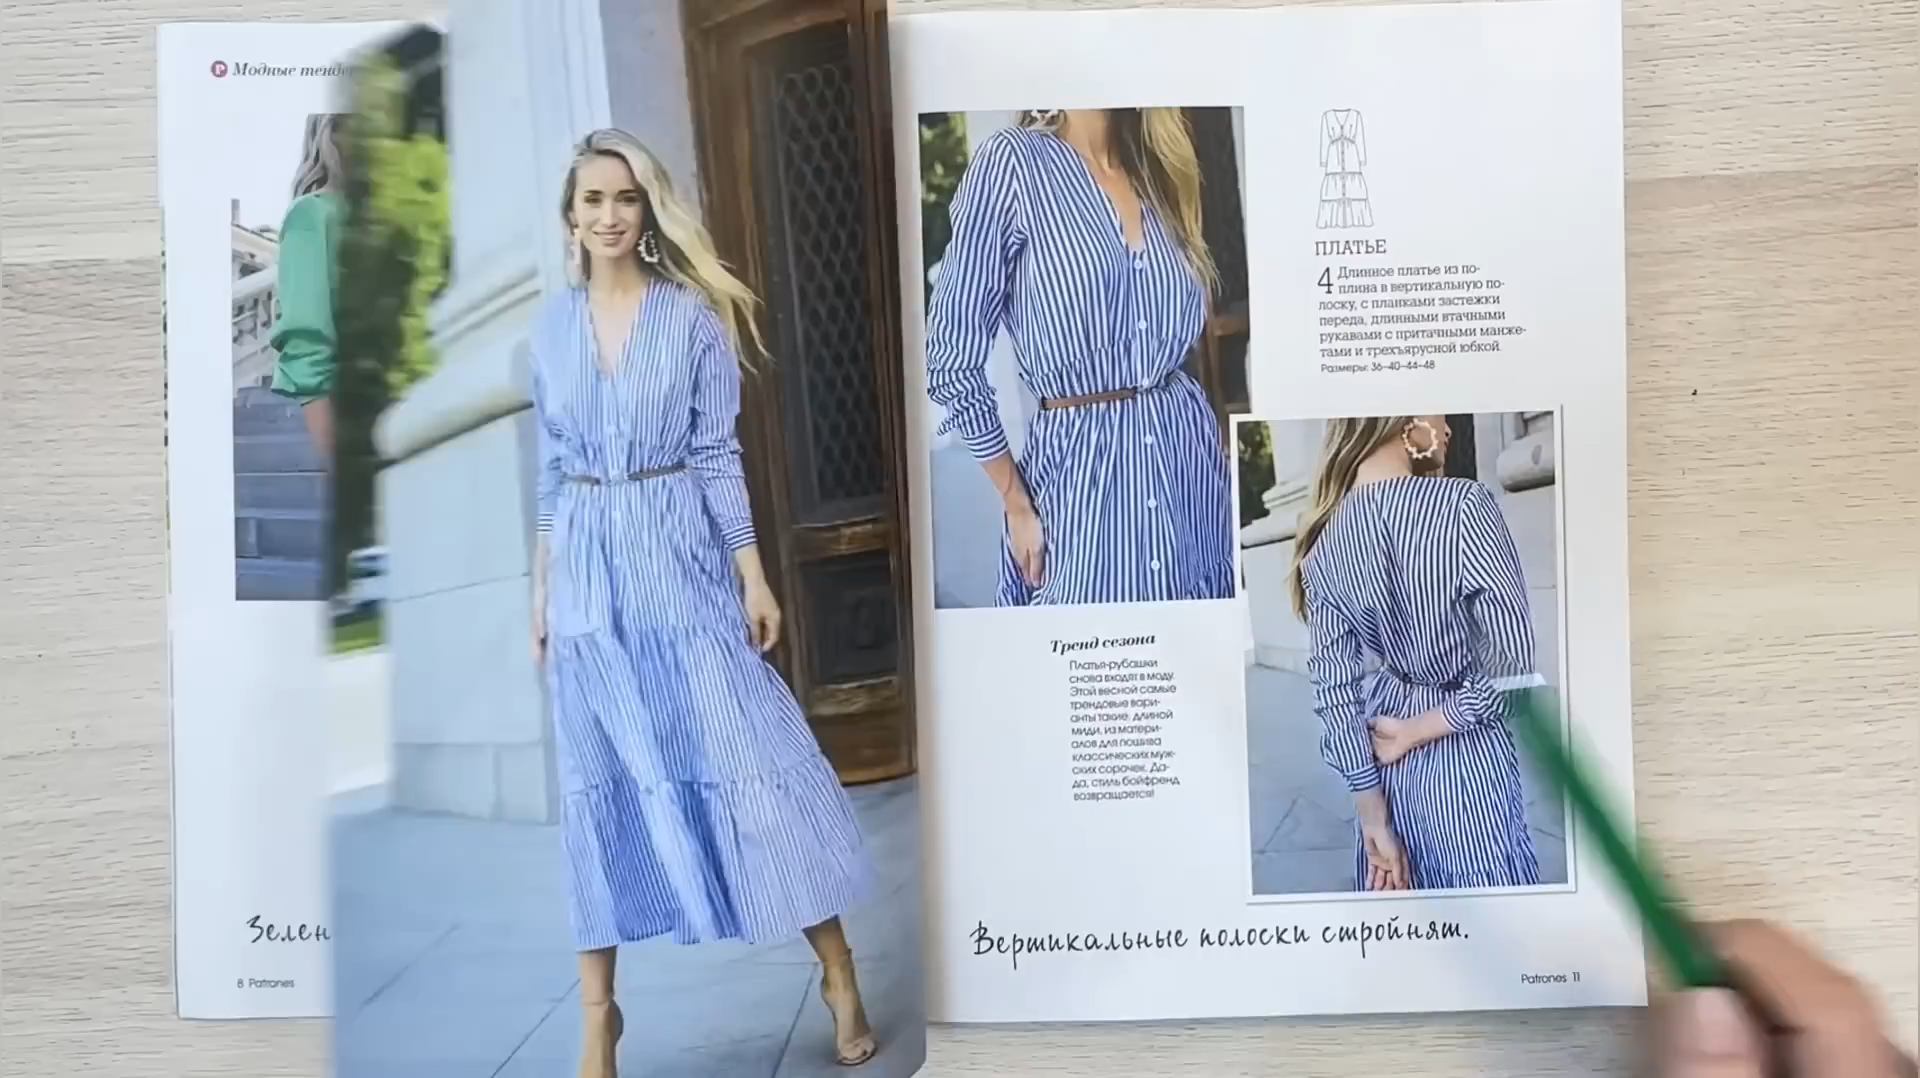 Модные тенде
Зелен
8 Patrones
ПЛАТЬЕ
4 Длинное платье из по-
плина в вертикальную по-
лоску, с планками застежки
переда, длинными втачными
рукавами с притачными манже-
тами и трехъярусной юбкой.
Размеры: 36-40-44-48
Тренд сезона
Платья-рубашки
снова входят в моду.
Этой весной самые
трендовые вари-
анты такие: длиной
миди, из матери-
алов для пошива
классических муж-
ских сорочек. Да-
да, стиль бойфренд
возвращается!
Вертикальные полоски стройнят.
Patrones 11